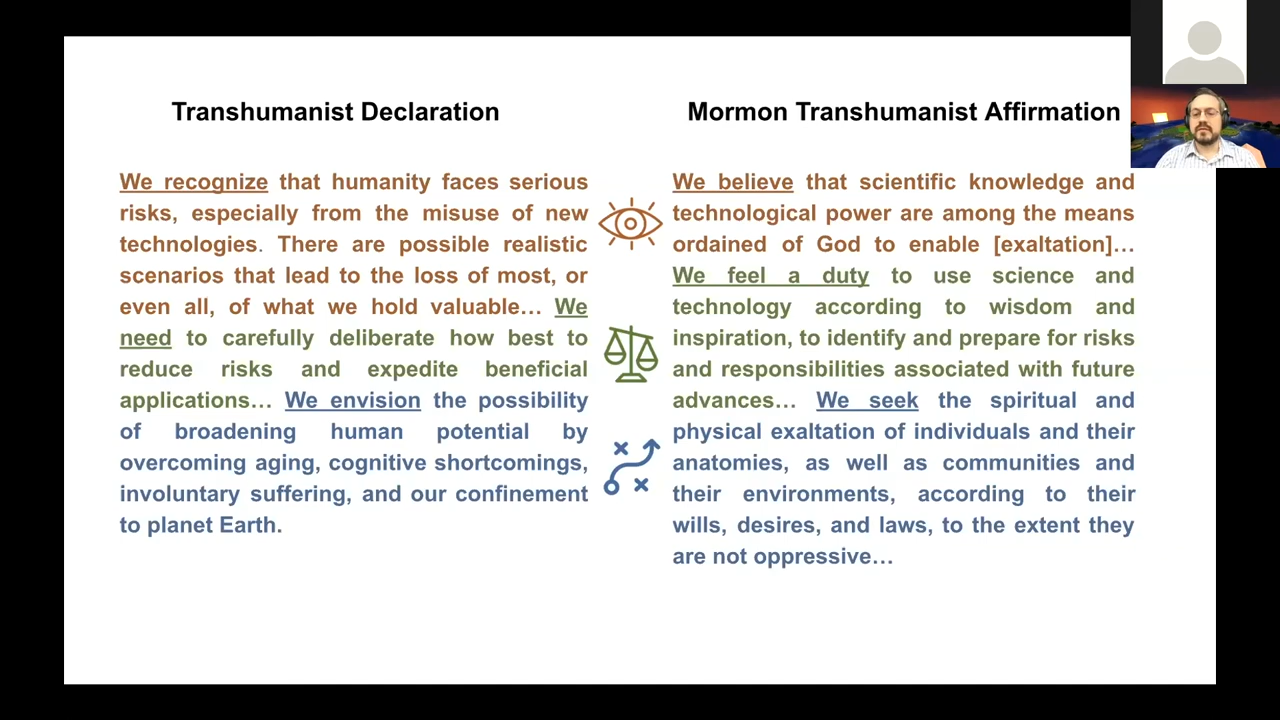 Transhumanist Declaration
We recognize that humanity faces serious
risks, especially from the misuse of new
technologies. There are possible realistic
scenarios that lead to the loss of most, or
even all, of what we hold valuable… We
need to carefully deliberate how best to
reduce risks and expedite beneficial
applications… We envision the possibility
of broadening human potential by
overcoming aging, cognitive shortcomings,
involuntary suffering, and our confinement
to planet Earth.
Mormon Transhumanist Affirmation
We believe that scientific knowledge and
technological power are among the means
ordained of God to enable [exaltation]…
We feel a duty to use science and
technology according to wisdom and
inspiration, to identify and prepare for risks
and responsibilities associated with future
advances… We seek the spiritual and
physical exaltation of individuals and their
anatomies, as well as communities and
their environments, according to their
wills, desires, and laws, to the extent they
are not oppressive…